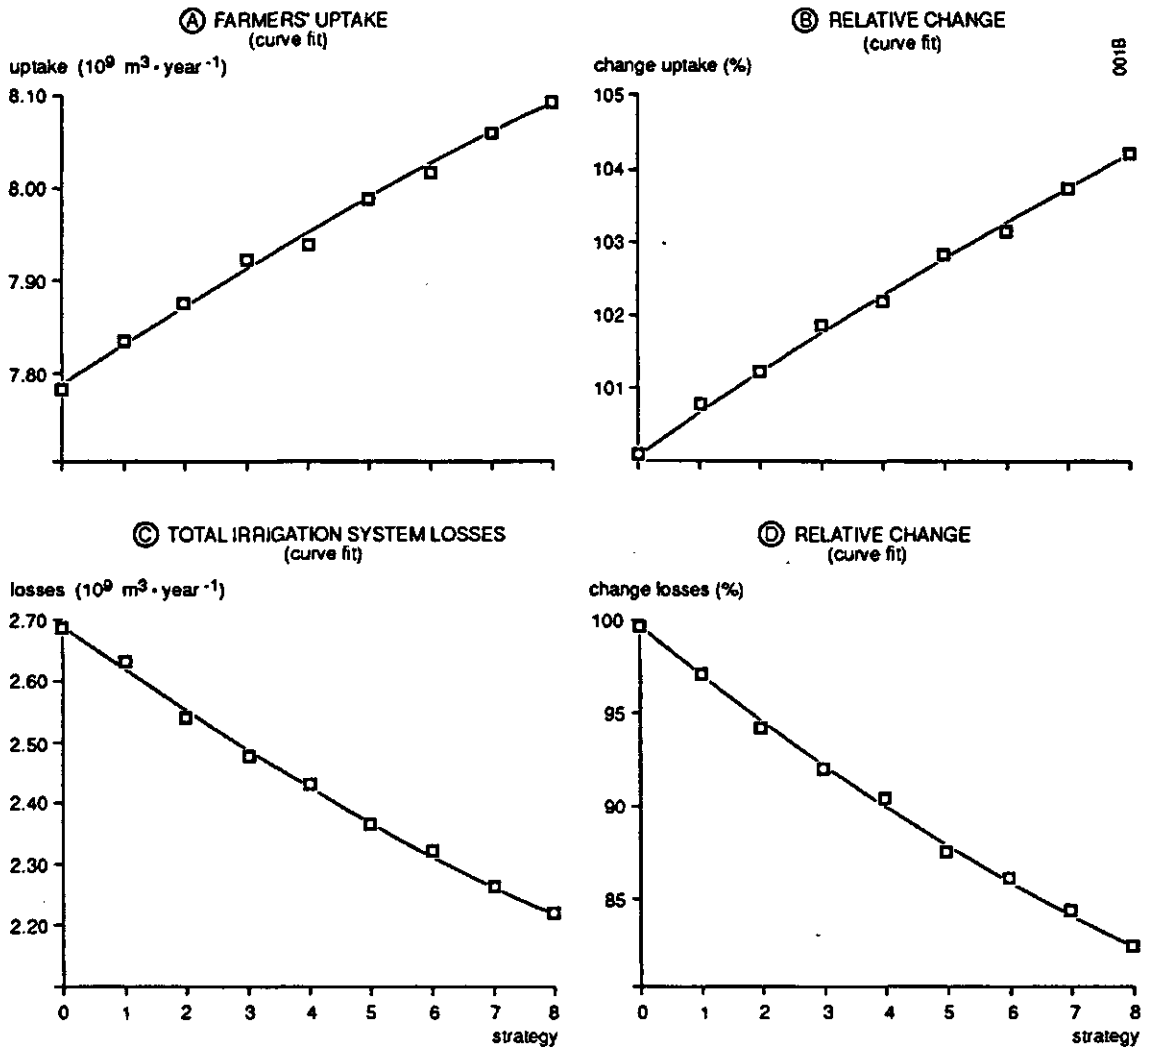 Ⓐ FARMERS' UPTAKE
(curve fit)
uptake (10⁹ m³ · year⁻¹)
8.10
8.00
7.90
7.80
Ⓑ RELATIVE CHANGE
(curve fit)
001B
change uptake (%)
105
104
103
102
101
Ⓒ TOTAL IRRIGATION SYSTEM LOSSES
(curve fit)
losses (10⁹ m³ · year⁻¹)
2.70
2.60
2.50
2.40
2.30
2.20
0 1 2 3 4 5 6 7 8
strategy
Ⓓ RELATIVE CHANGE
(curve fit)
change losses (%)
100
95
90
85
0 1 2 3 4 5 6 7 8
strategy